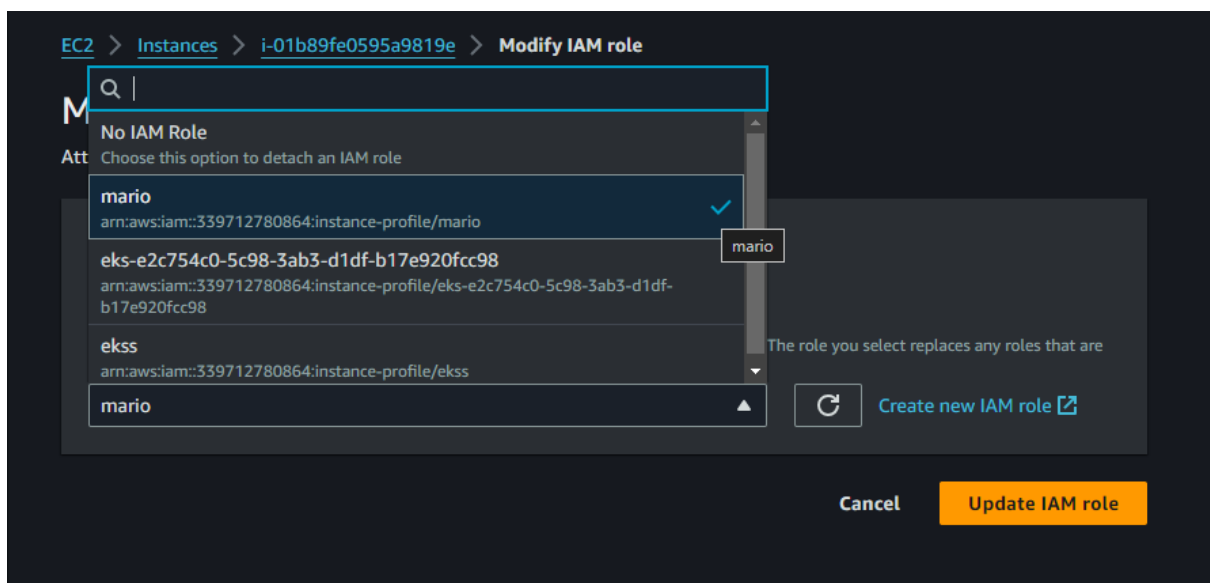 EC2 > Instances > i-01b89fe0595a9819e > Modify IAM role
M
No IAM Role
Att Choose this option to detach an IAM role
mario
arn:aws:iam::339712780864:instance-profile/mario
mario
eks-e2c754c0-5c98-3ab3-d1df-b17e920fcc98
arn:aws:iam::339712780864:instance-profile/eks-e2c754c0-5c98-3ab3-d1df-
b17e920fcc98
ekss
The role you select replaces any roles that are
arn:aws:iam::339712780864:instance-profile/ekss
mario
Create new IAM role
Cancel Update IAM role